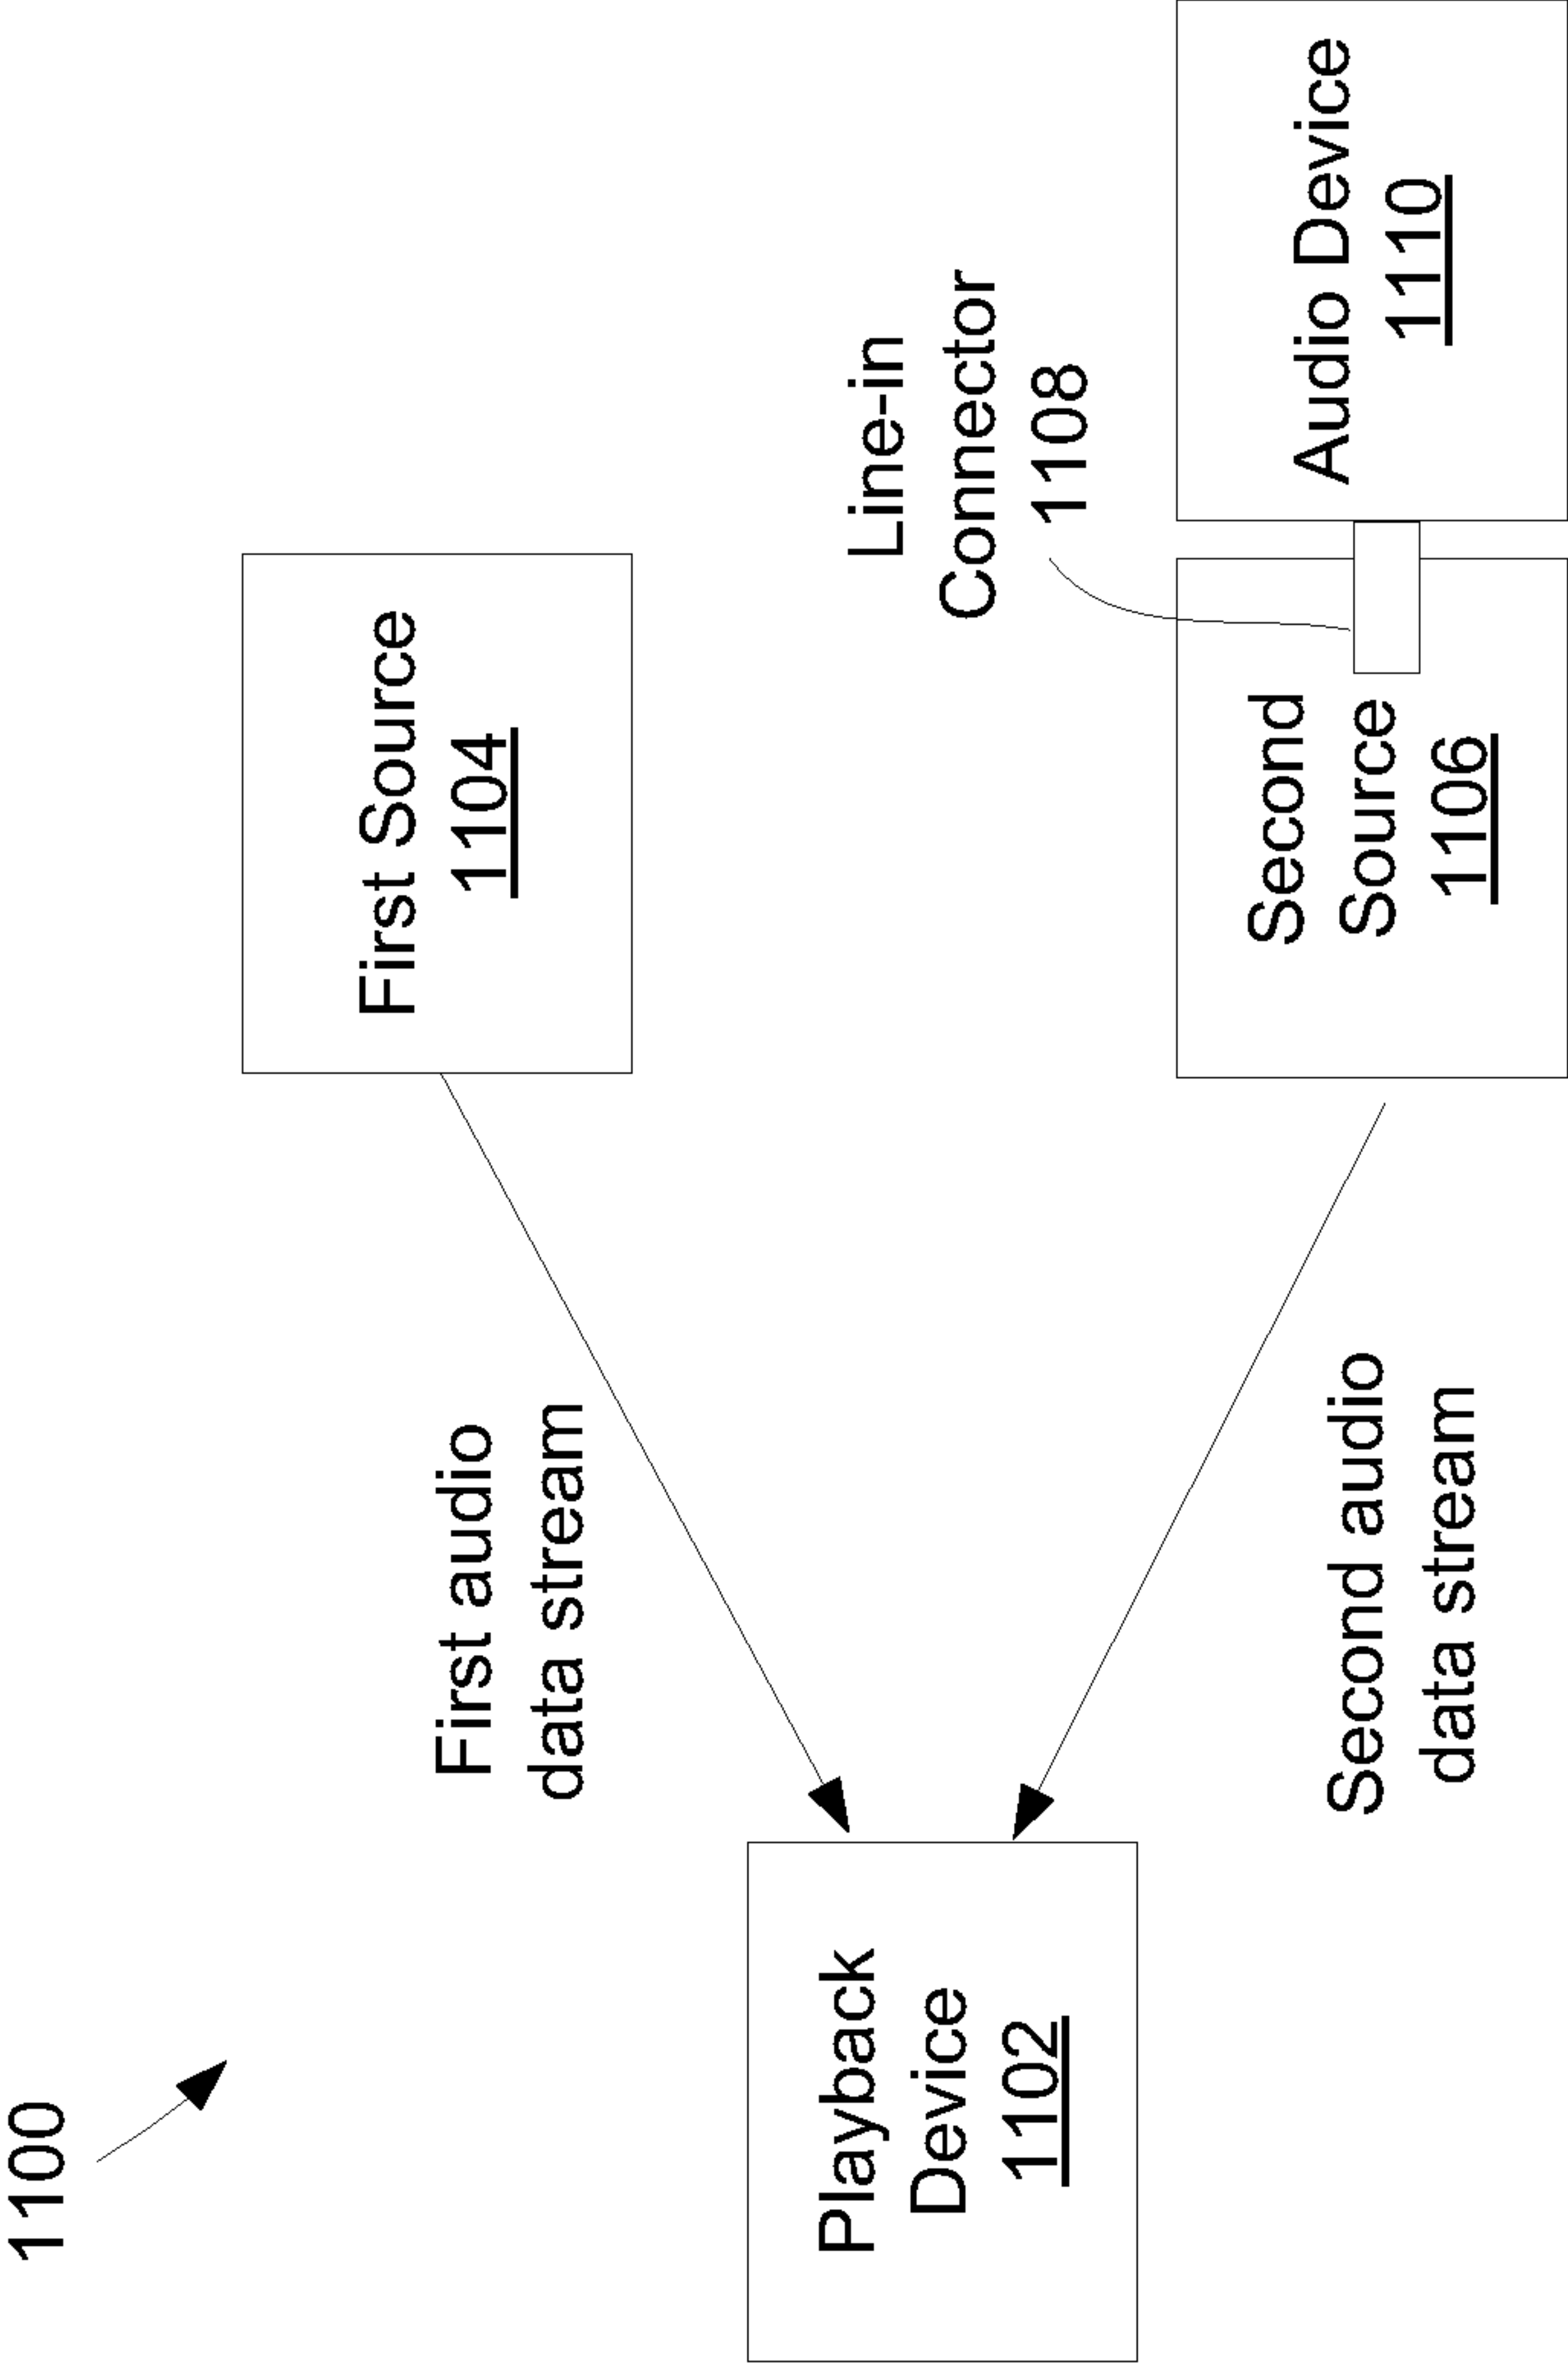 1100
First Source
1104
First audio
data stream
Playback
Device
1102
Line-in
Connector
1108
Second
Source
1106
Audio Device
1110
Second audio
data stream